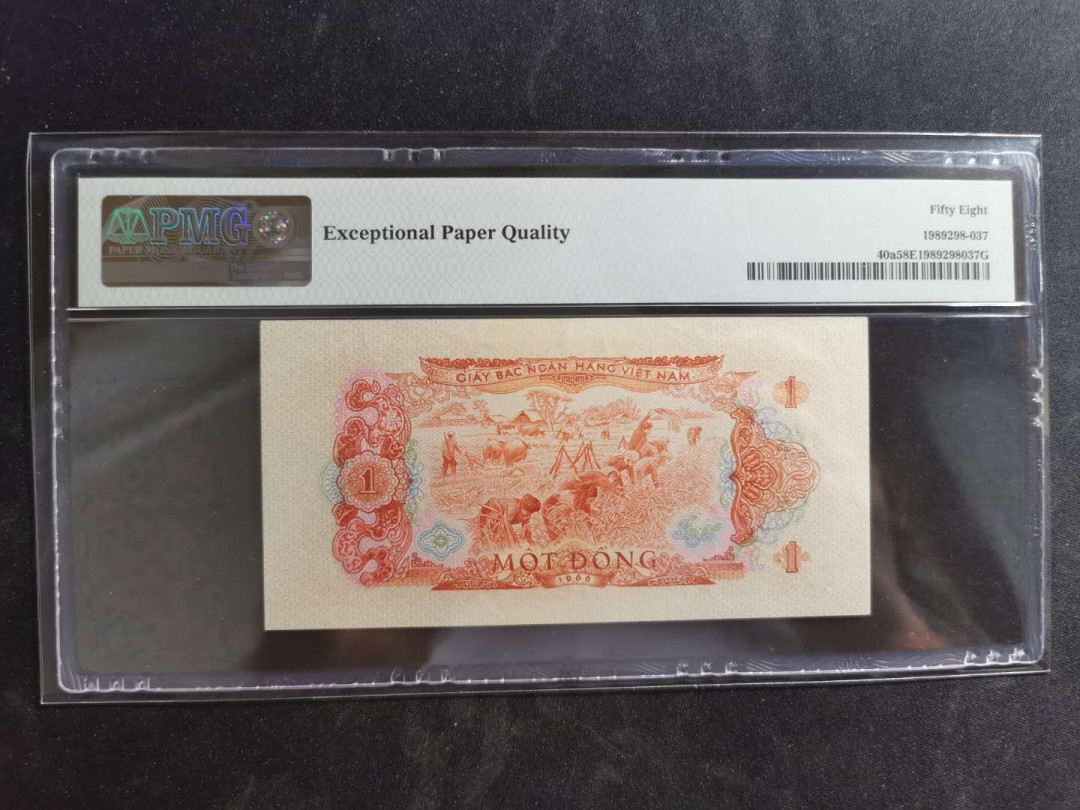 PMG
Exceptional Paper Quality
Fifty Eight
1989298-037
40a58E1989298037G
GIẤY BẠC NGÂN HÀNG VIỆT NAM
1
1
1
MỘT ĐỒNG
1966